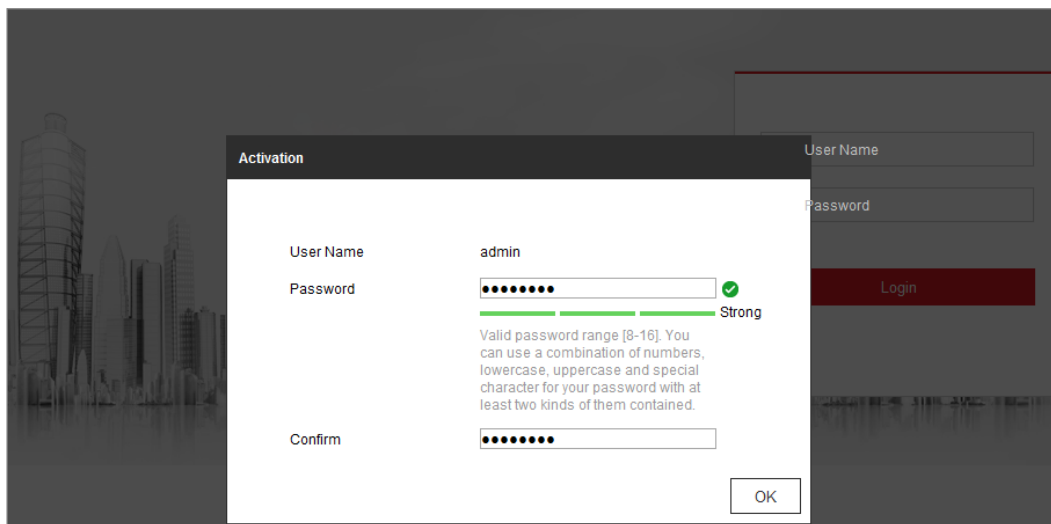 Activation
User Name
Password
Login
User Name admin
Password ●●●●●●●●
Strong
Valid password range [8-16]. You
can use a combination of numbers,
lowercase, uppercase and special
character for your password with at
least two kinds of them contained.
Confirm ●●●●●●●●
OK